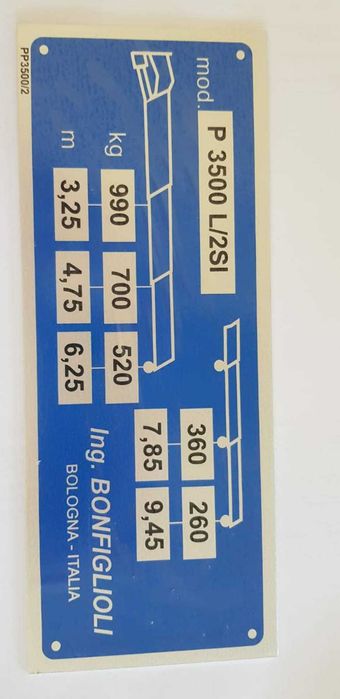 mod. P 3500 L/2SI
360 260
7,85 9,45
kg 990 700 520
m 3,25 4,75 6,25
Ing. BONFIGLIOLI
BOLOGNA - ITALIA
PP3500/2